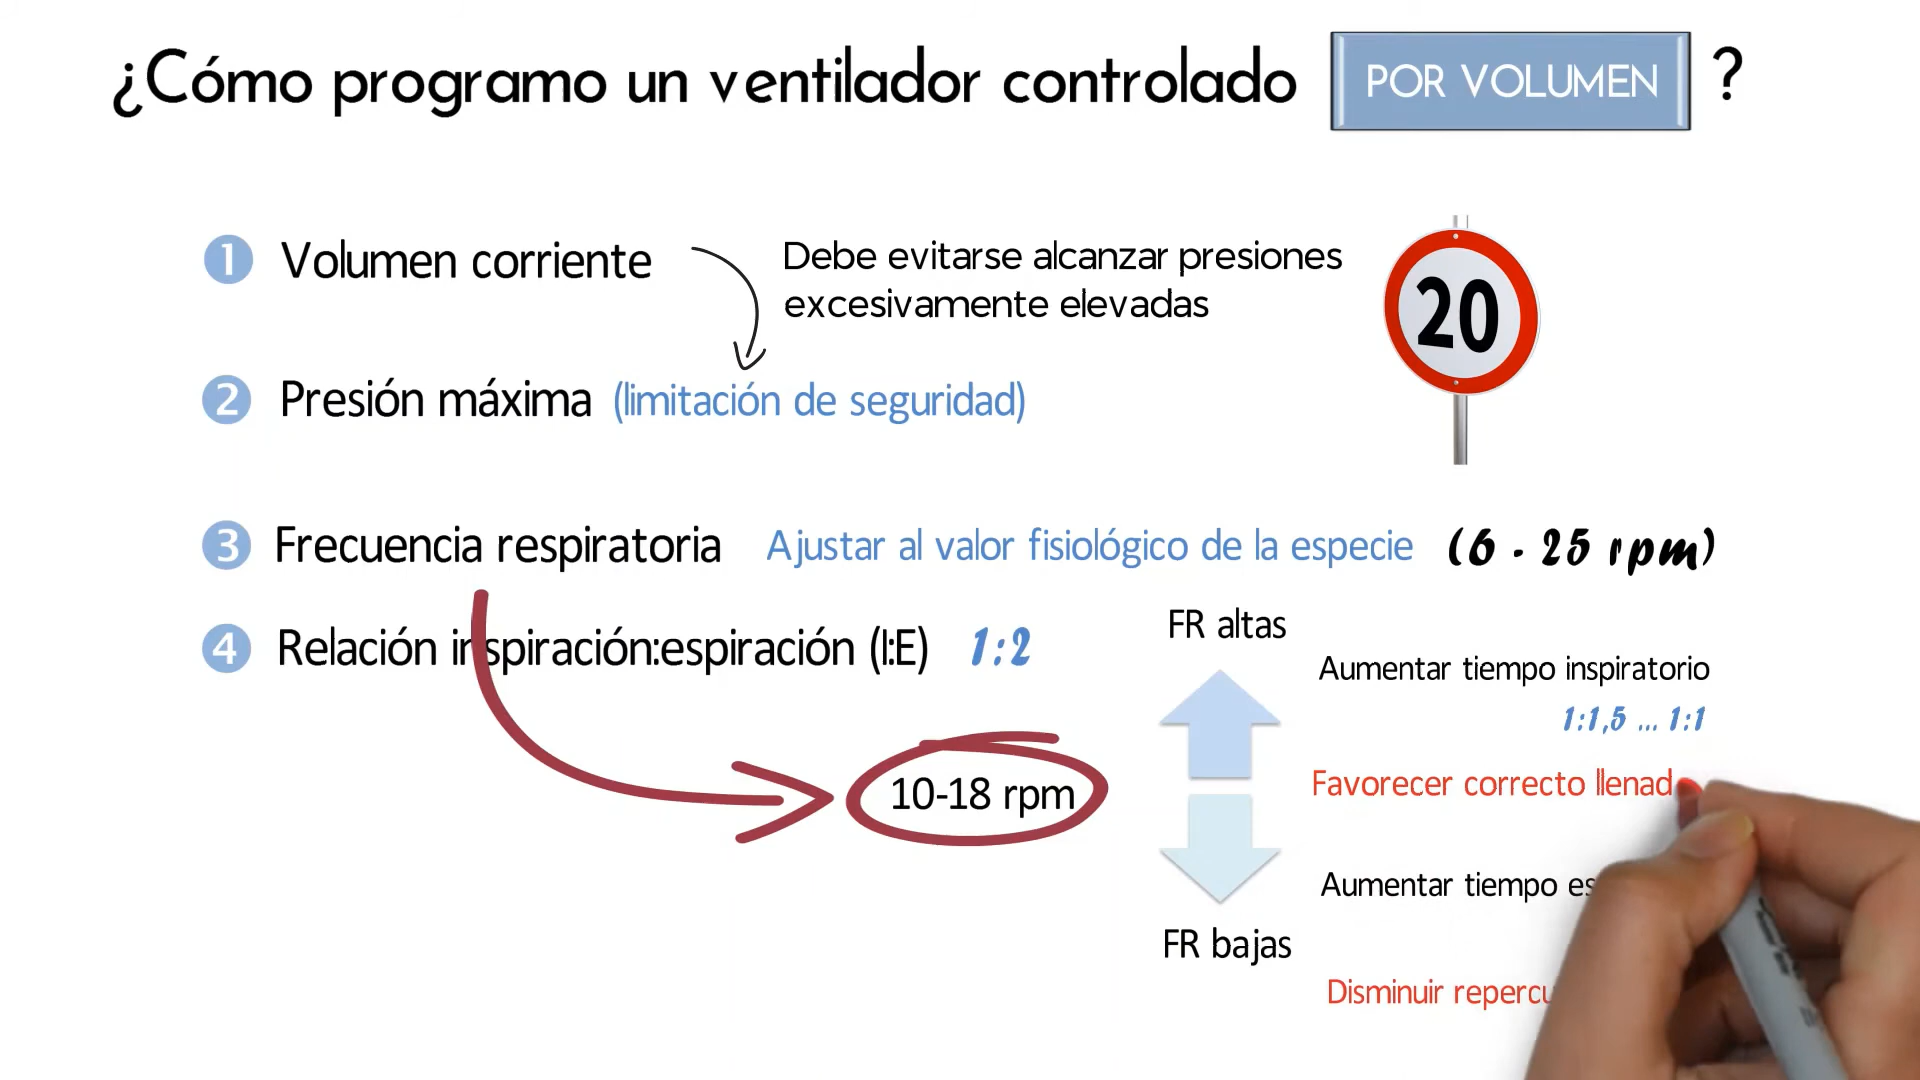 ¿Cómo programo un ventilador controlado POR VOLUMEN ?
1 Volumen corriente
Debe evitarse alcanzar presiones
excesivamente elevadas
20
2 Presión máxima (limitación de seguridad)
3 Frecuencia respiratoria Ajustar al valor fisiológico de la especie (6 - 25 rpm)
4 Relación inspiración:espiración (I:E) 1:2
10-18 rpm
FR altas
Aumentar tiempo inspiratorio
1:1,5 ... 1:1
Favorecer correcto
Aumentar tiempo
FR bajas
Disminuir